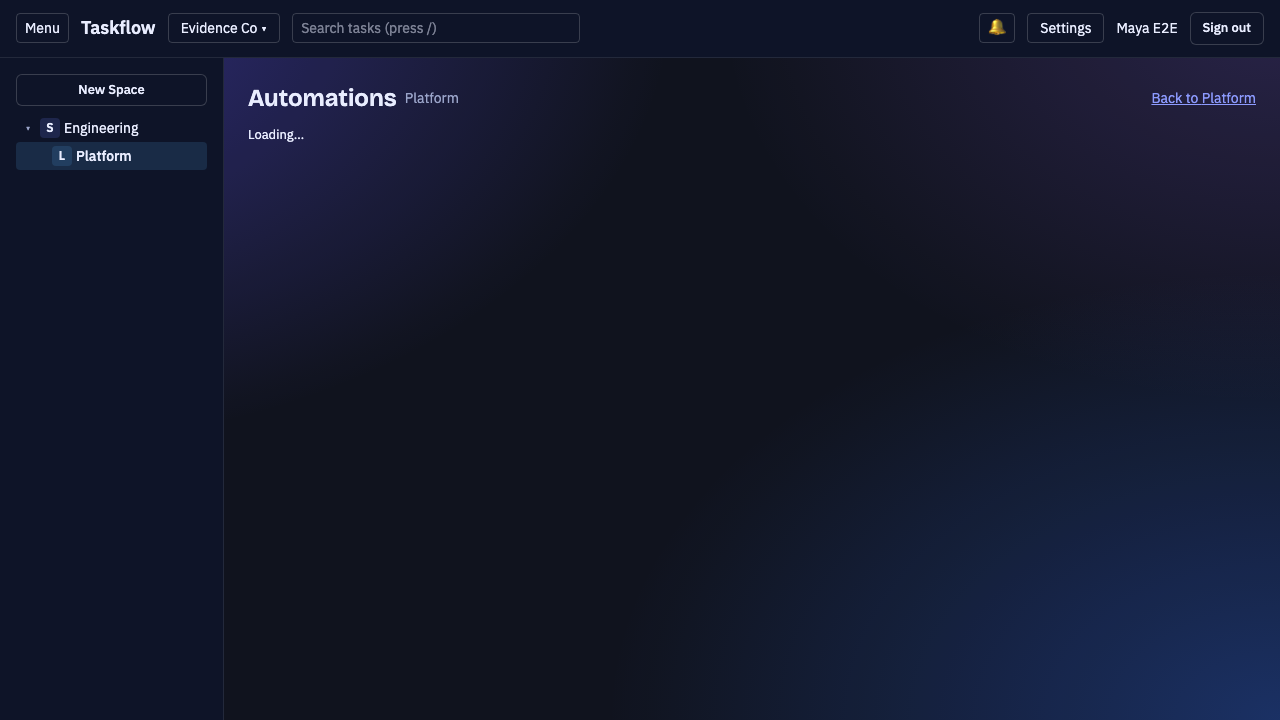 Menu Taskflow Evidence Co ▾ Search tasks (press /) 🔔 Settings Maya E2E Sign out
New Space
▾ S Engineering
L Platform
Automations Platform Back to Platform
Loading...